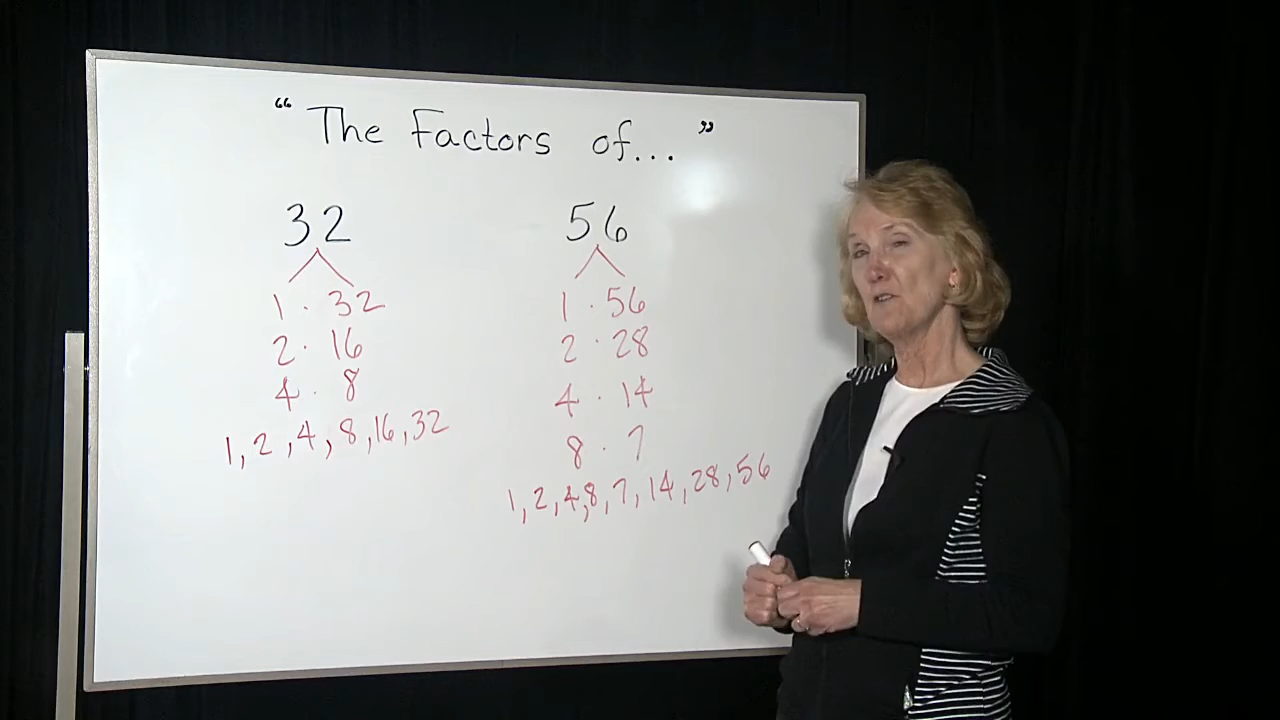 “ The Factors of... ”
32
1 · 32
2 · 16
4 · 8
1, 2, 4, 8, 16, 32
56
1 · 56
2 · 28
4 · 14
8 · 7
1, 2, 4, 8, 7, 14, 28, 56